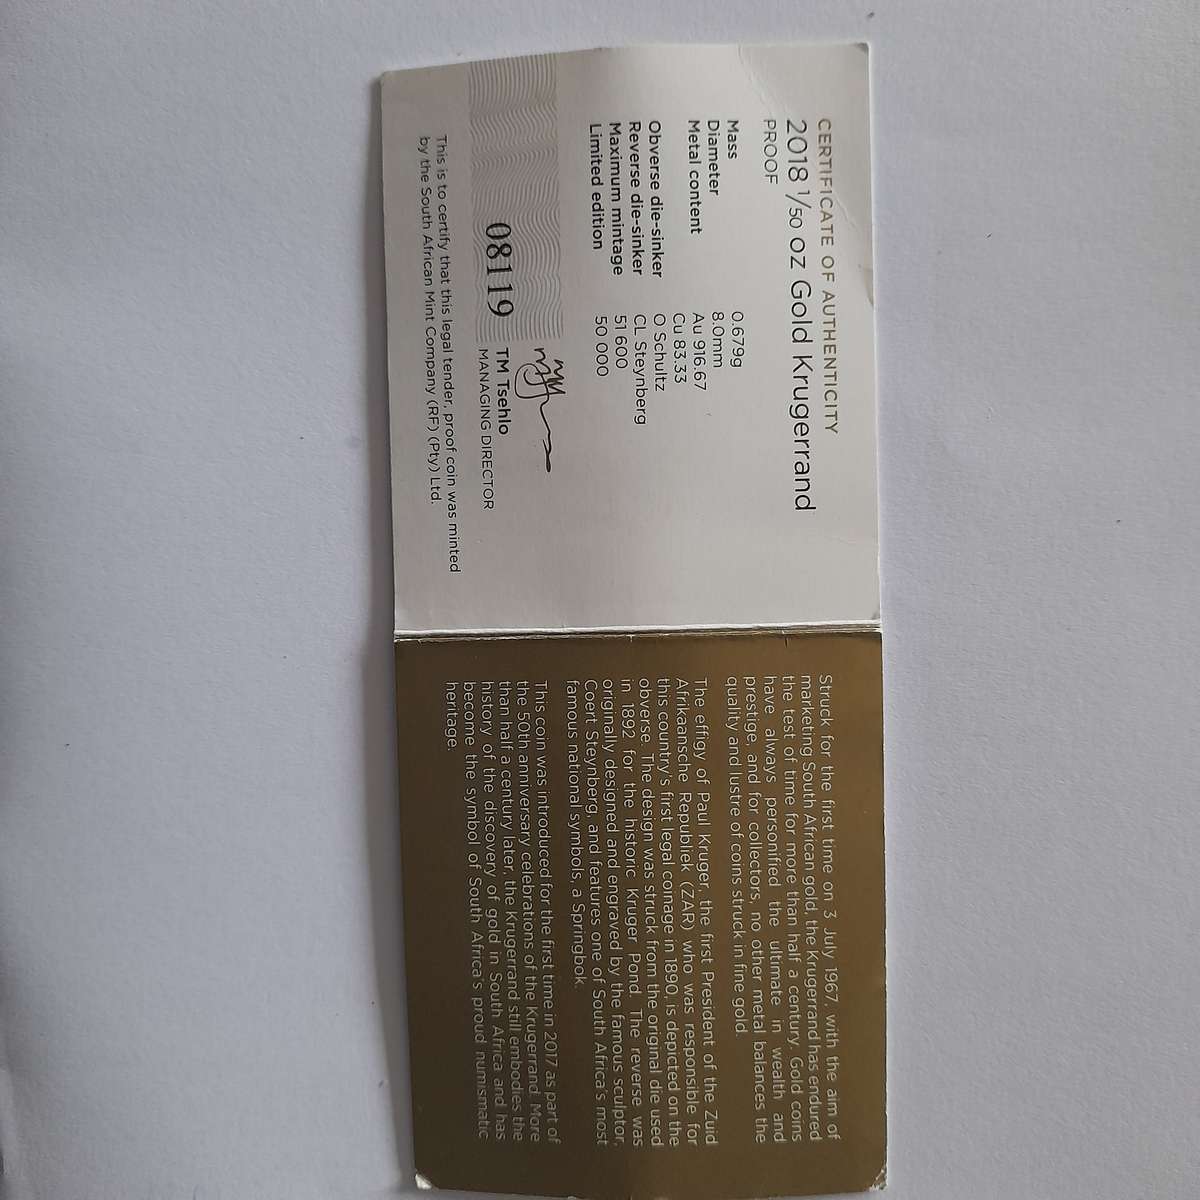 CERTIFICATE OF AUTHENTICITY
2018 1/50 oz Gold Krugerrand
PROOF
Mass 0.679g
Diameter 8.0mm
Metal content Au 916.67
Cu 83.33
Obverse die-sinker O Schultz
Reverse die-sinker CL Steynberg
Maximum mintage 51 600
Limited edition 50 000
08119
TM Tsehlo
MANAGING DIRECTOR
This is to certify that this legal tender, proof coin was minted
by the South African Mint Company (RF) (Pty) Ltd.
Struck for the first time on 3 July 1967, with the aim of
marketing South African gold, the Krugerrand has endured
the test of time for more than half a century. Gold coins
have always personified the ultimate in wealth and
prestige, and for collectors, no other metal balances the
quality and lustre of coins struck in fine gold.
The effigy of Paul Kruger, the first President of the Zuid
Afrikaansche Republiek (ZAR) who was responsible for
this country's first legal coinage in 1890, is depicted on the
obverse. The design was struck from the original die used
in 1892 for the historic Kruger Pond. The reverse was
originally designed and engraved by the famous sculptor,
Coert Steynberg, and features one of South Africa's most
famous national symbols, a Springbok.
This coin was introduced for the first time in 2017 as part of
the 50th anniversary celebrations of the Krugerrand. More
than half a century later, the Krugerrand still embodies the
history of the discovery of gold in South Africa and has
become the symbol of South Africa's proud numismatic
heritage.